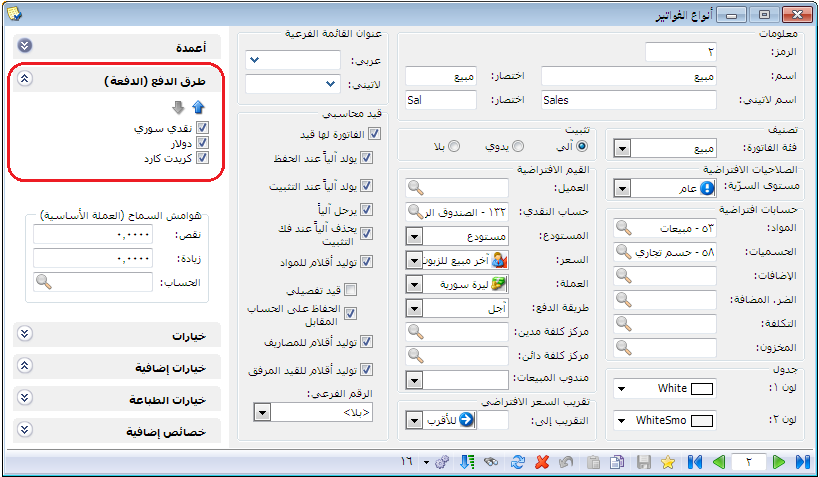 أنواع الفواتير
معلومات
الرمز: ٢
اسم: مبيع اختصار: مبيع
اسم لاتيني: Sales اختصار: Sal
تصنيف
فئة الفاتورة: مبيع
تثبيت
آلي يدوي بلا
الصلاحيات الافتراضية
مستوى السرّية: عام
حسابات افتراضية
المواد: ٥٣ - مبيعات
الحسميات: ٥٨ - حسم تجاري
الإضافات:
الضر. المضافة:
التكلفة:
المخزون:
جدول
لون ١: White
لون ٢: WhiteSmo
القيم الافتراضية
العميل:
حساب النقدي: ١٣٢ - الصندوق الر
المستودع: مستودع
السعر: آخر مبيع للزبون
العملة: ليرة سورية
طريقة الدفع: آجل
مركز كلفة مدين:
مركز كلفة دائن:
مندوب المبيعات:
تقريب السعر الافتراضي
التقريب إلى: للأقرب
عنوان القائمة الفرعية
عربي:
لاتيني:
قيد محاسبي
الفاتورة لها قيد
يولد آلياً عند الحفظ
يولد آلياً عند التثبيت
يرحل آلياً
يحذف آلياً عند فك
التثبيت
توليد أقلام للمواد
قيد تفصيلي
الحفاظ على الحساب
المقابل
توليد أقلام للمصاريف
توليد أقلام للقيد المرفق
الرقم الفرعي:
<بلا>
أعمدة
طرق الدفع (الدفعة)
نقدي سوري
دولار
كريدت كارد
هوامش السماح (العملة الأساسية)
نقص: ٠,٠٠٠٠
زيادة: ٠,٠٠٠٠
الحساب:
خيارات
خيارات إضافية
خيارات الطباعة
خصائص إضافية
٢ ١٦